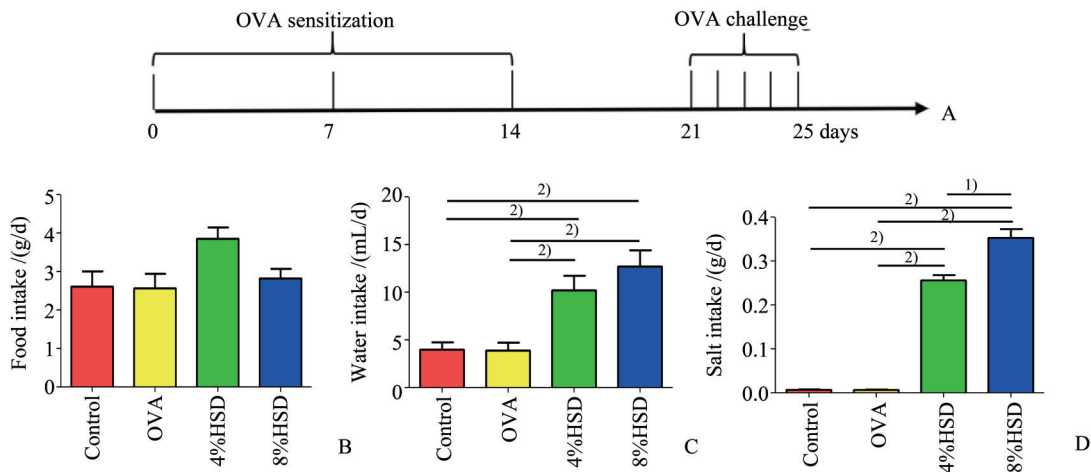 OVA sensitization
OVA challenge
0
7
14
21
25 days
A
Food intake /(g/d)
5
4
3
2
1
0
Control
OVA
4%HSD
8%HSD
B
Water intake /(mL/d)
20
15
10
5
0
2)
2)
2)
2)
Control
OVA
4%HSD
8%HSD
C
Salt intake /(g/d)
0.4
0.3
0.2
0.1
0.0
1)
2)
2)
2)
2)
Control
OVA
4%HSD
8%HSD
D